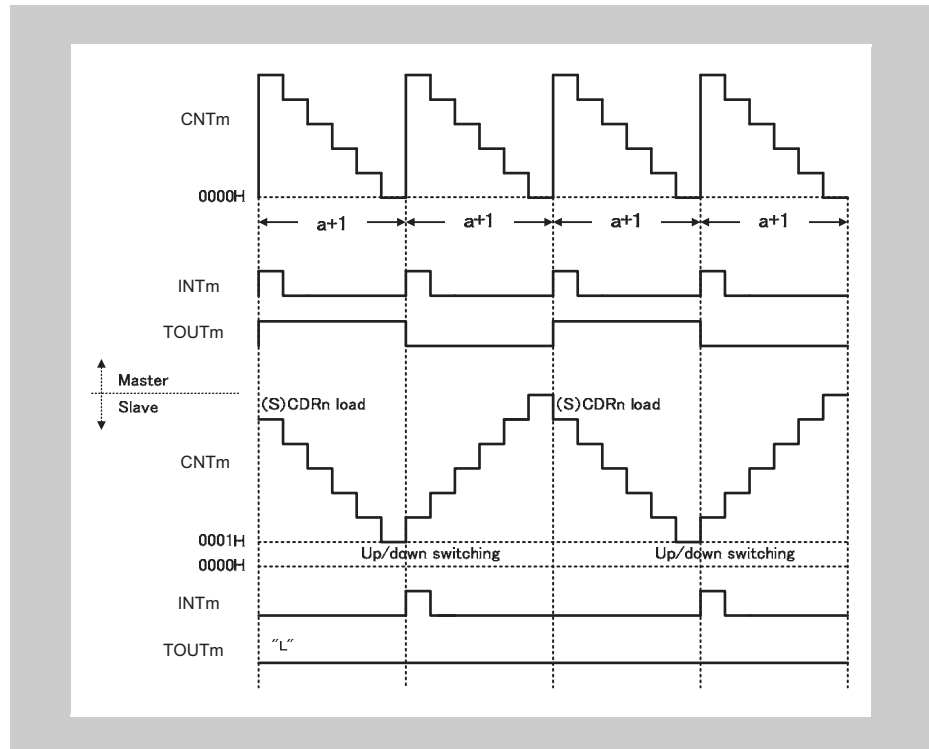 CNTm
0000H
a+1 a+1 a+1 a+1
INTm
TOUTm
Master
Slave
(S)CDRn load (S)CDRn load
CNTm
0001H
Up/down switching Up/down switching
0000H
INTm
TOUTm
"L"